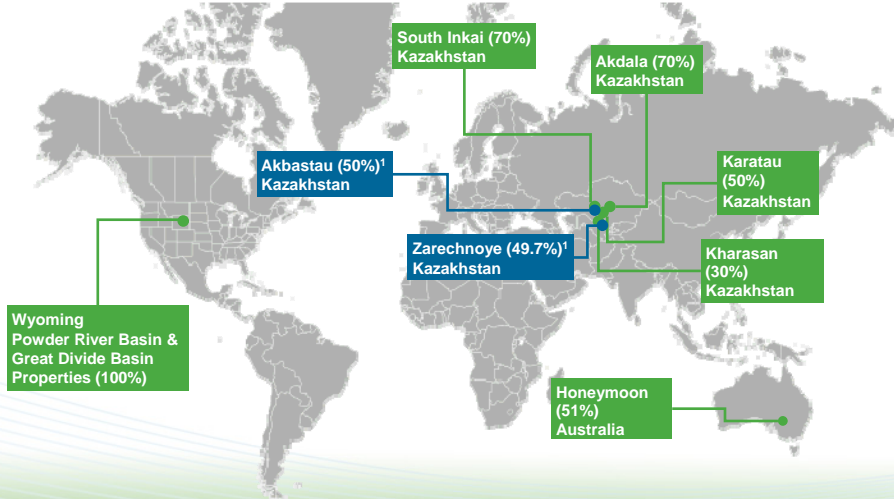 South Inkai (70%)
Kazakhstan
Akdala (70%)
Kazakhstan
Akbastau (50%)¹
Kazakhstan
Karatau
(50%)
Kazakhstan
Zarechnoye (49.7%)¹
Kazakhstan
Kharasan
(30%)
Kazakhstan
Wyoming
Powder River Basin &
Great Divide Basin
Properties (100%)
Honeymoon
(51%)
Australia